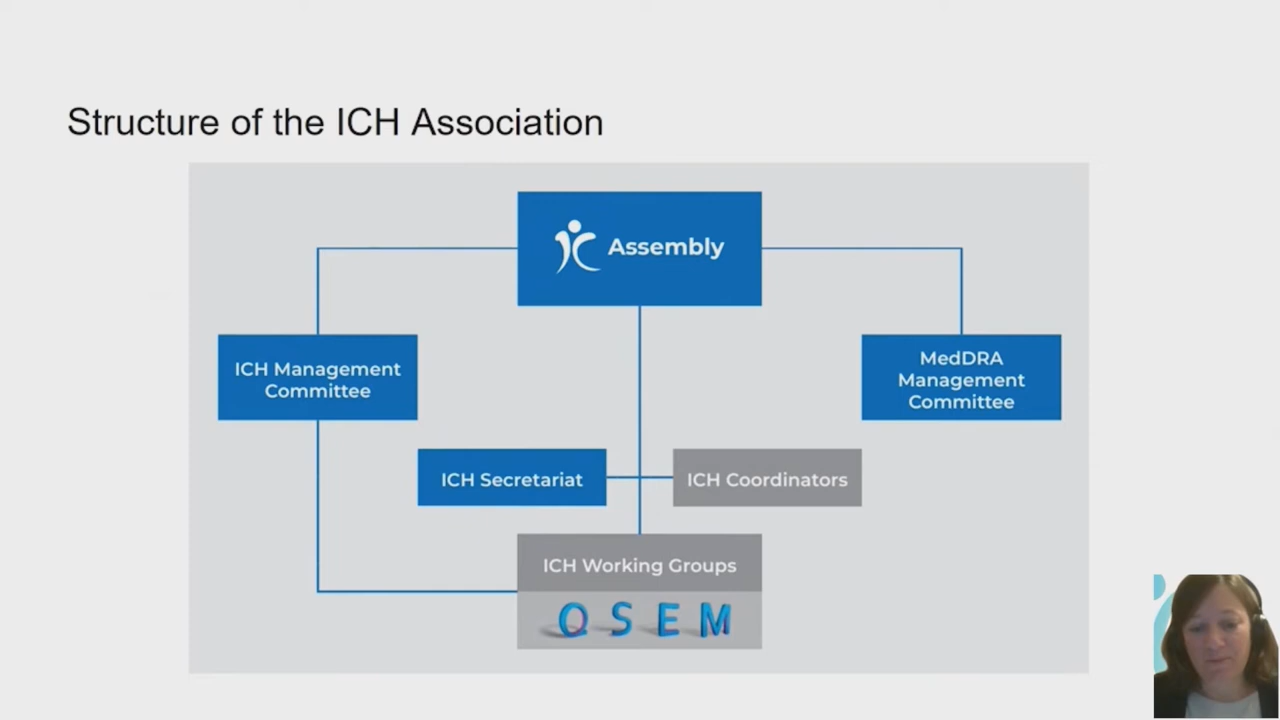 Structure of the ICH Association
Assembly
ICH Management
Committee
MedDRA
Management
Committee
ICH Secretariat
ICH Coordinators
ICH Working Groups
Q S E M